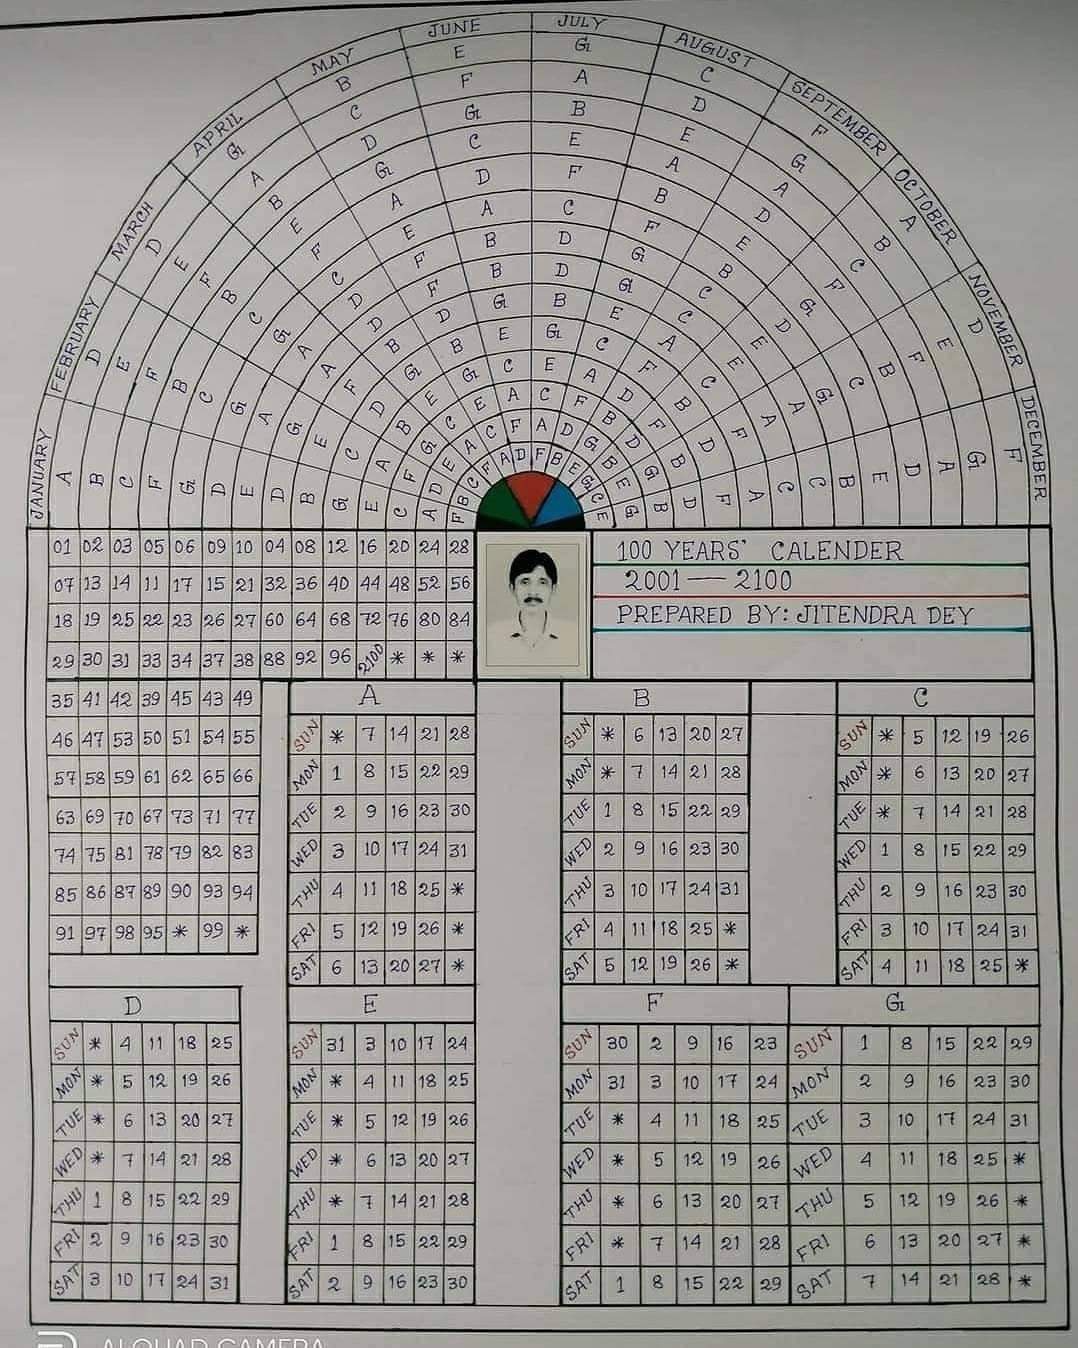 JANUARY A B C F G D E D B G E C A F
FEBRUARY D E F B C G A G E C A F D B
MARCH D E F B C G A A F D B G E C
APRIL G A B E F C D D B G E C A F
MAY B C D G A E F F D B G E C A
JUNE E F G C D A B B G E C A F D
JULY G A B E F C D D B G E C A F
AUGUST C D E A B F G G E C A F D B
SEPTEMBER F G A D E B C C A F D B G E
OCTOBER A B C F G D E E C A F D B G
NOVEMBER D E F B C G A A F D B G E C
DECEMBER F G A D E B C C A F D B G E
01 02 03 05 06 09 10 04 08 12 16 20 24 28
07 13 14 11 17 15 21 32 36 40 44 48 52 56
18 19 25 22 23 26 27 60 64 68 72 76 80 84
29 30 31 33 34 37 38 88 92 96 2100 * * *
35 41 42 39 45 43 49
46 47 53 50 51 54 55
57 58 59 61 62 65 66
63 69 70 67 73 71 77
74 75 81 78 79 82 83
85 86 87 89 90 93 94
91 97 98 95 * 99 *
100 YEARS' CALENDER
2001 — 2100
PREPARED BY: JITENDRA DEY
A
SUN * 7 14 21 28
MON 1 8 15 22 29
TUE 2 9 16 23 30
WED 3 10 17 24 31
THU 4 11 18 25 *
FRI 5 12 19 26 *
SAT 6 13 20 27 *
B
SUN * 6 13 20 27
MON * 7 14 21 28
TUE 1 8 15 22 29
WED 2 9 16 23 30
THU 3 10 17 24 31
FRI 4 11 18 25 *
SAT 5 12 19 26 *
C
SUN * 5 12 19 26
MON * 6 13 20 27
TUE * 7 14 21 28
WED 1 8 15 22 29
THU 2 9 16 23 30
FRI 3 10 17 24 31
SAT 4 11 18 25 *
D
SUN * 4 11 18 25
MON * 5 12 19 26
TUE * 6 13 20 27
WED * 7 14 21 28
THU 1 8 15 22 29
FRI 2 9 16 23 30
SAT 3 10 17 24 31
E
SUN 31 3 10 17 24
MON * 4 11 18 25
TUE * 5 12 19 26
WED * 6 13 20 27
THU * 7 14 21 28
FRI 1 8 15 22 29
SAT 2 9 16 23 30
F
SUN 30 2 9 16 23
MON 31 3 10 17 24
TUE * 4 11 18 25
WED * 5 12 19 26
THU * 6 13 20 27
FRI * 7 14 21 28
SAT 1 8 15 22 29
G
SUN 1 8 15 22 29
MON 2 9 16 23 30
TUE 3 10 17 24 31
WED 4 11 18 25 *
THU 5 12 19 26 *
FRI 6 13 20 27 *
SAT 7 14 21 28 *
AI QUAD CAMERA